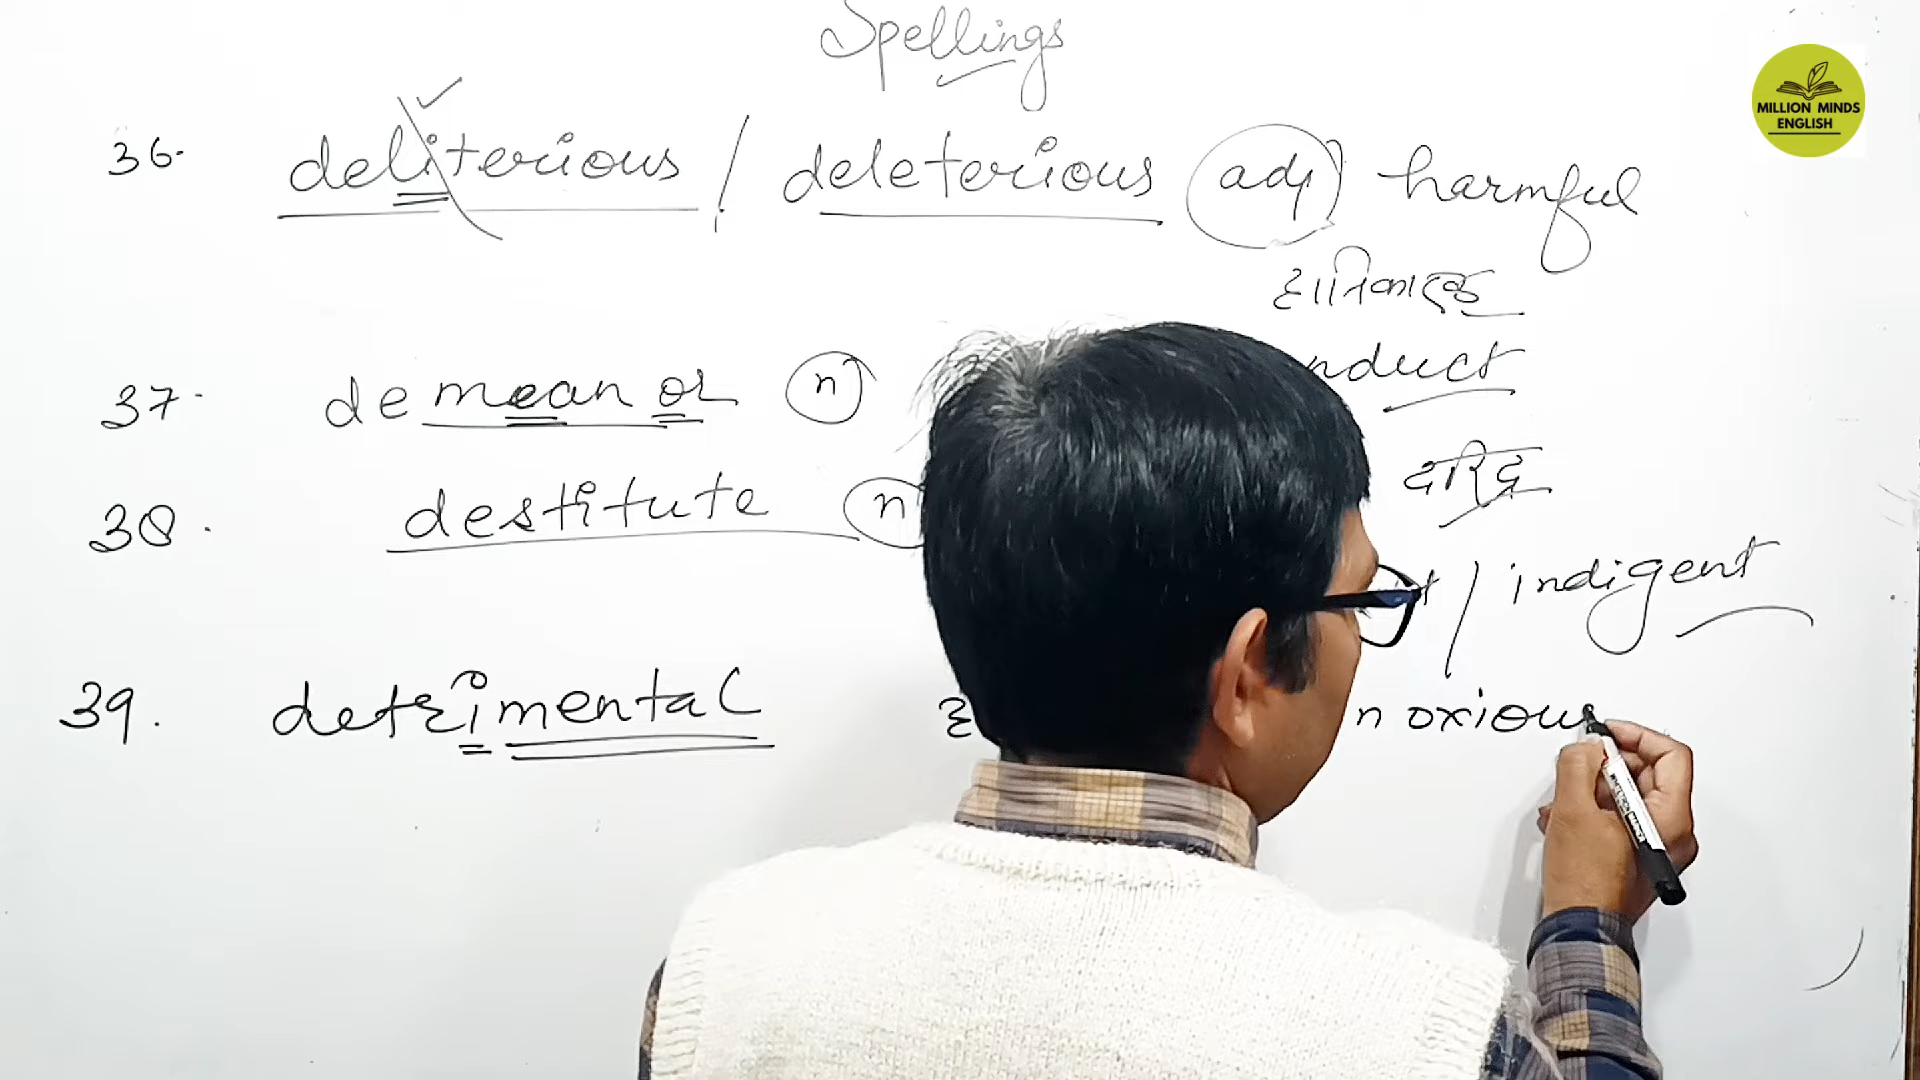 Spellings
MILLION MINDS
ENGLISH
36. deliterious / deleterious adj harmful
हानिकारक
37. demeanor n nduct
38. destitute n दरिद्र
/ indigent
39. detrimental noxious